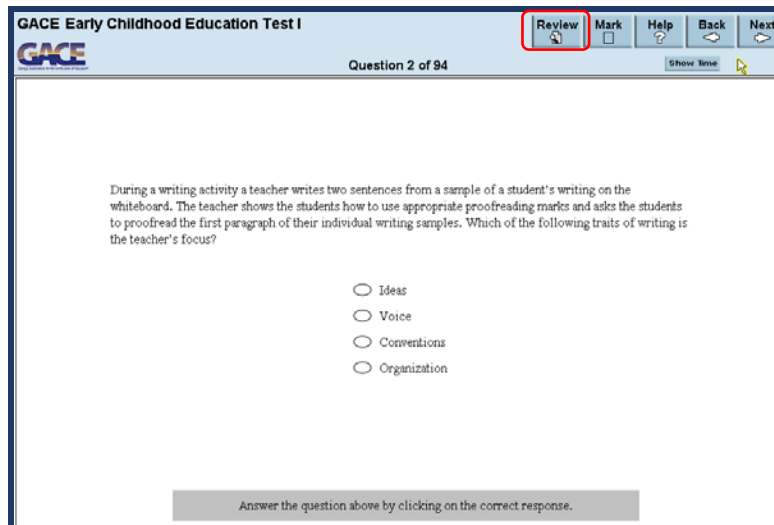 GACE Early Childhood Education Test I
Review
Mark
Help
Back
Next
GACE
Question 2 of 94
Show Time
During a writing activity a teacher writes two sentences from a sample of a student's writing on the
whiteboard. The teacher shows the students how to use appropriate proofreading marks and asks the students
to proofread the first paragraph of their individual writing samples. Which of the following traits of writing is
the teacher's focus?
Ideas
Voice
Conventions
Organization
Answer the question above by clicking on the correct response.